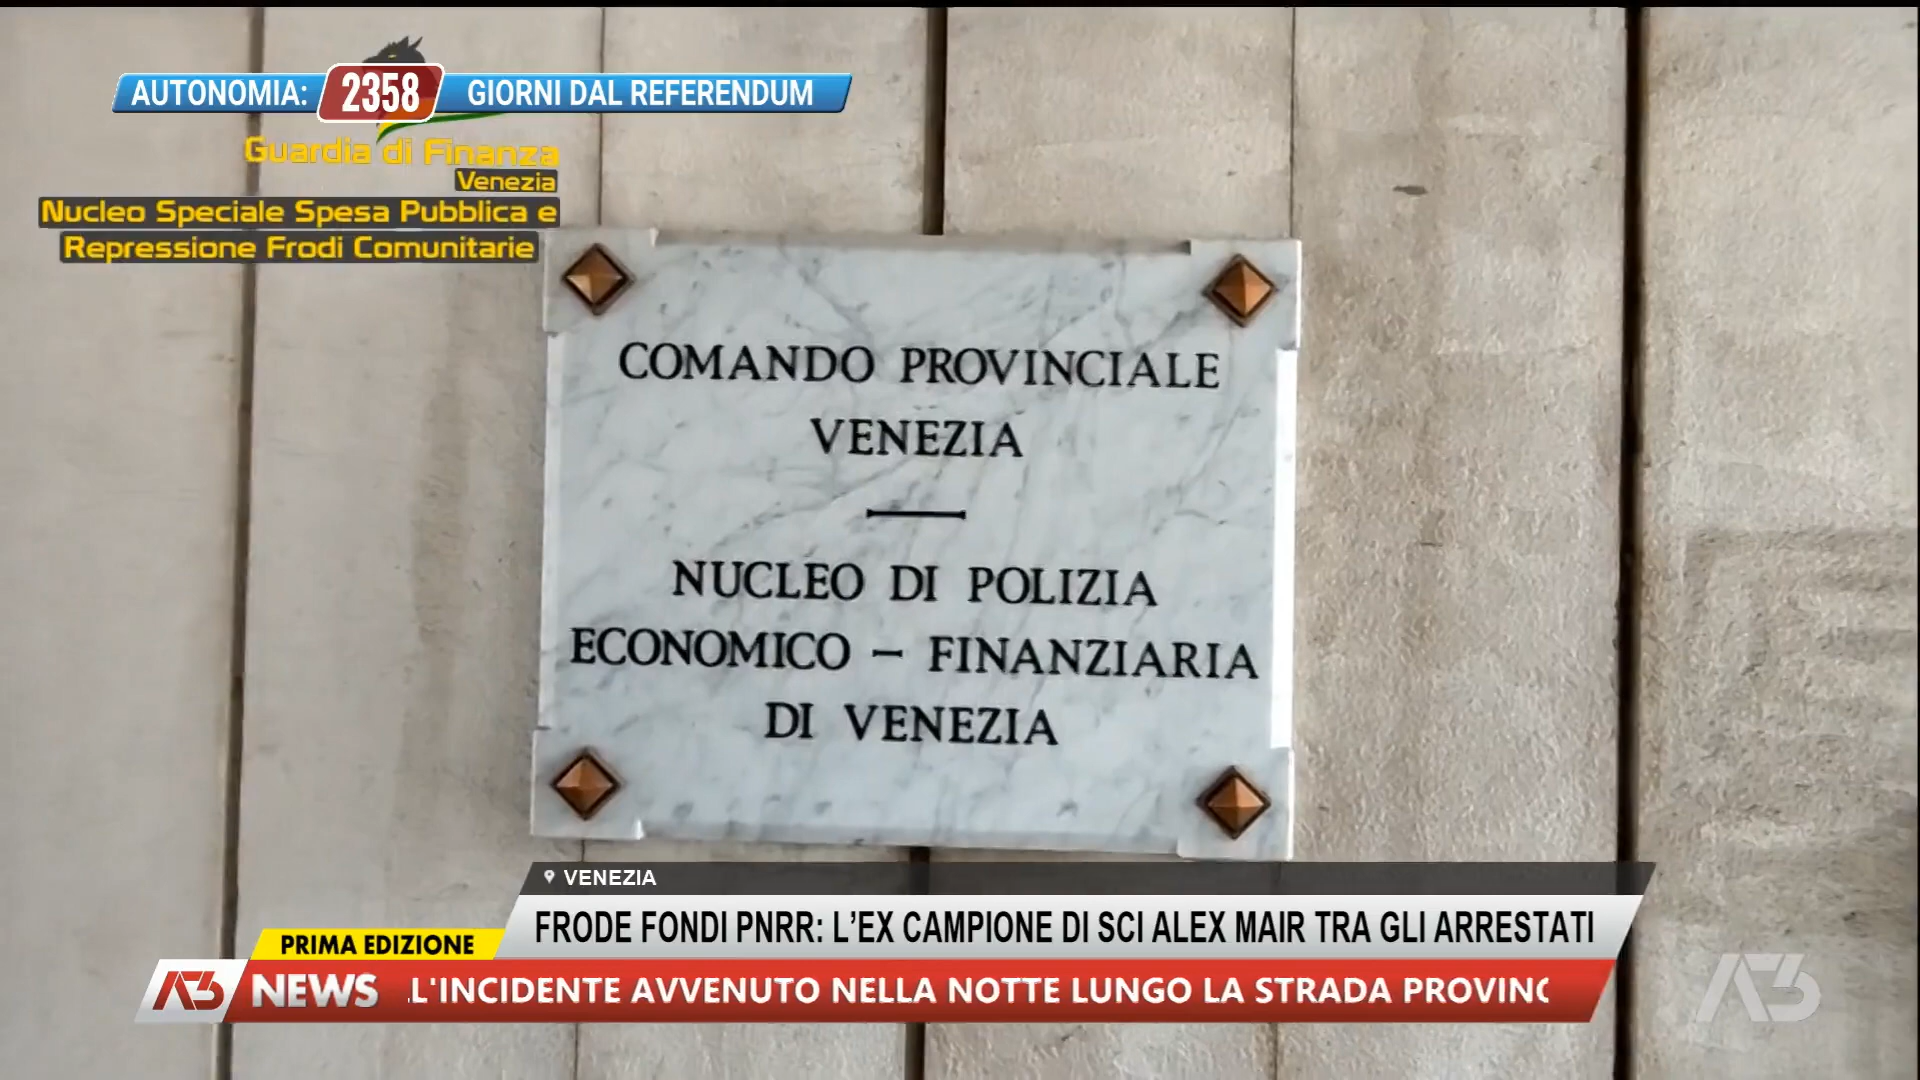 AUTONOMIA: 2358 GIORNI DAL REFERENDUM
Guardia di Finanza
Venezia
Nucleo Speciale Spesa Pubblica e
Repressione Frodi Comunitarie
COMANDO PROVINCIALE
VENEZIA
NUCLEO DI POLIZIA
ECONOMICO – FINANZIARIA
DI VENEZIA
VENEZIA
FRODE FONDI PNRR: L'EX CAMPIONE DI SCI ALEX MAIR TRA GLI ARRESTATI
PRIMA EDIZIONE
A3 NEWS L'INCIDENTE AVVENUTO NELLA NOTTE LUNGO LA STRADA PROVINC
A3